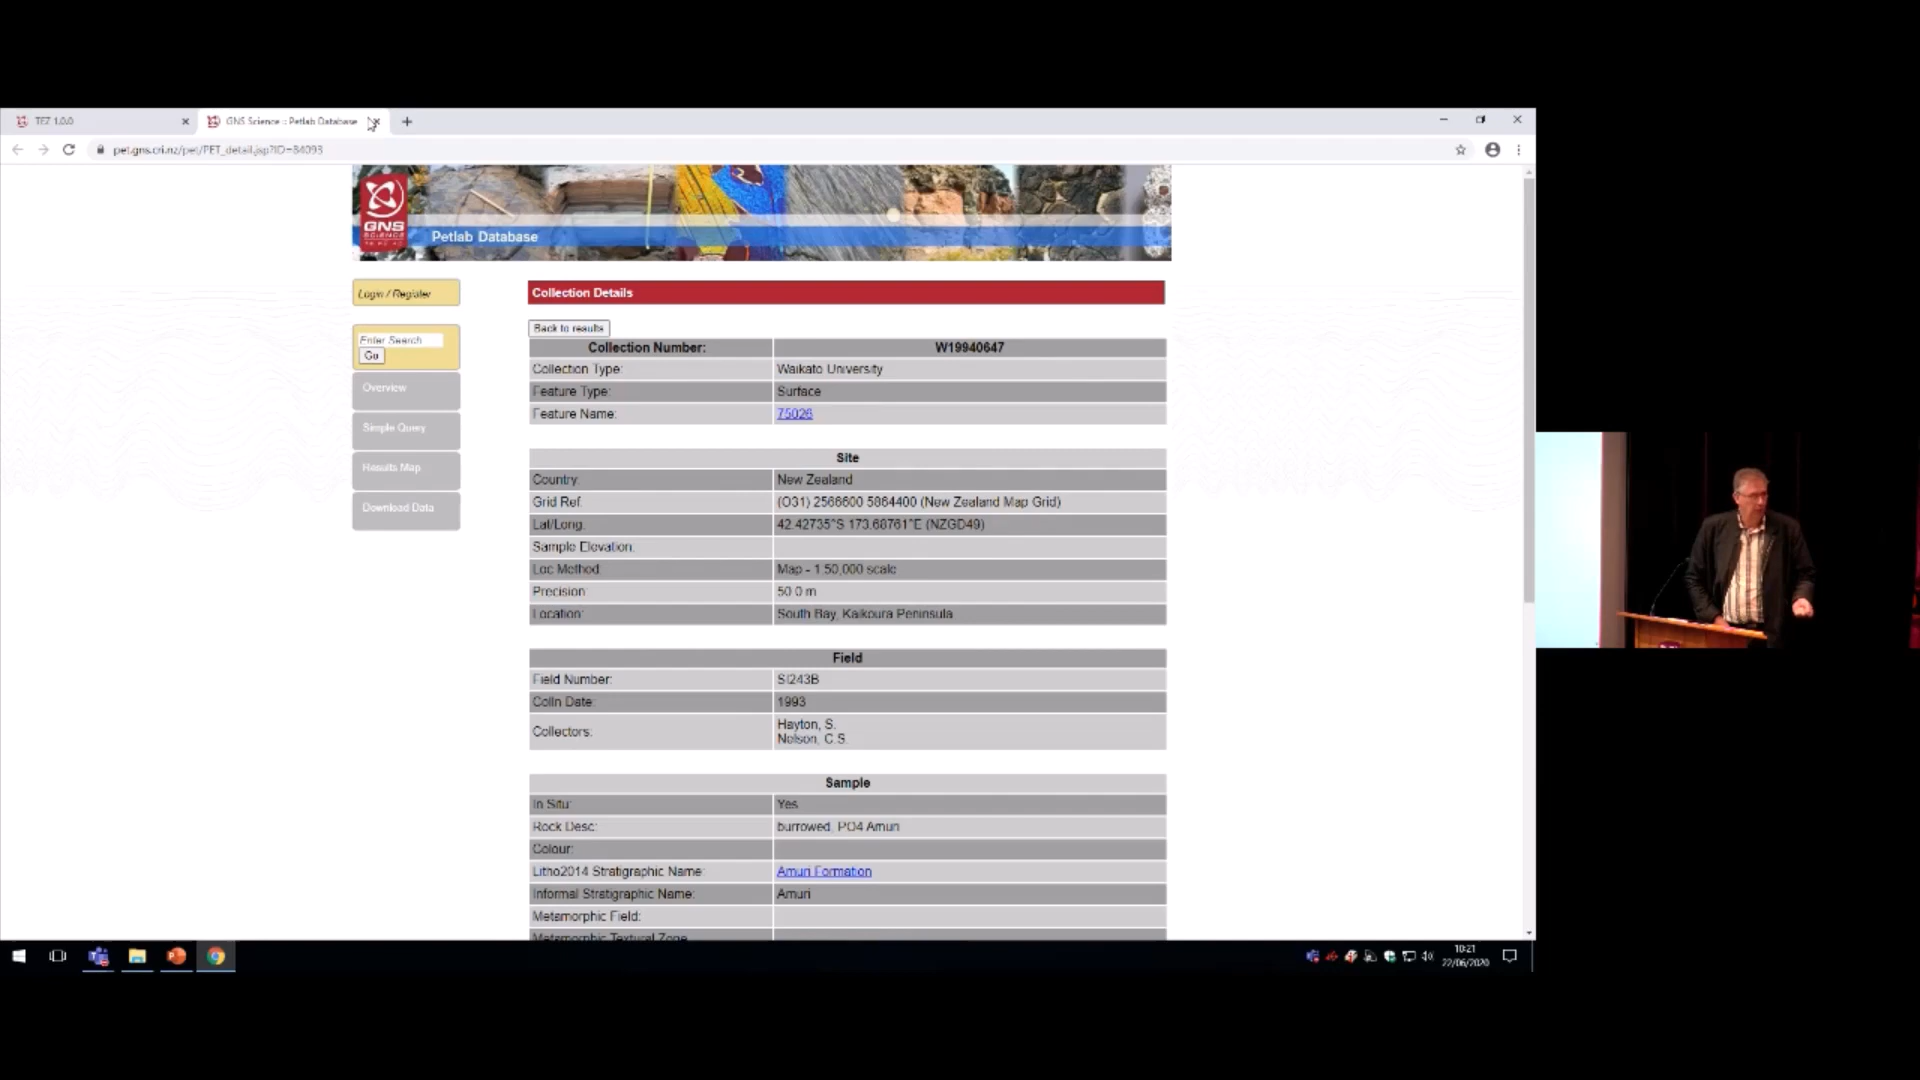 TEZ 1.0.0
GNS Science :: Petlab Database
pet.gns.cri.nz/pet/PET_detail.jsp?ID=84093
GNS
SCIENCE
Petlab Database
Login / Register
Enter Search
Go
Overview
Simple Query
Results Map
Download Data
Collection Details
Back to results
Collection Number: W19940647
Collection Type: Waikato University
Feature Type: Surface
Feature Name: 75026
Site
Country: New Zealand
Grid Ref: (O31) 2566600 5864400 (New Zealand Map Grid)
Lat/Long: 42.42735°S 173.68761°E (NZGD49)
Sample Elevation:
Loc Method: Map - 1:50,000 scale
Precision: 50.0 m
Location: South Bay, Kaikoura Peninsula
Field
Field Number: SI243B
Colln Date: 1993
Collectors: Hayton, S.
Nelson, C.S.
Sample
In Situ: Yes
Rock Desc: burrowed, PO4 Amuri
Colour:
Litho2014 Stratigraphic Name: Amuri Formation
Informal Stratigraphic Name: Amuri
Metamorphic Field:
Metamorphic Textural Zone
10:21
22/06/2020